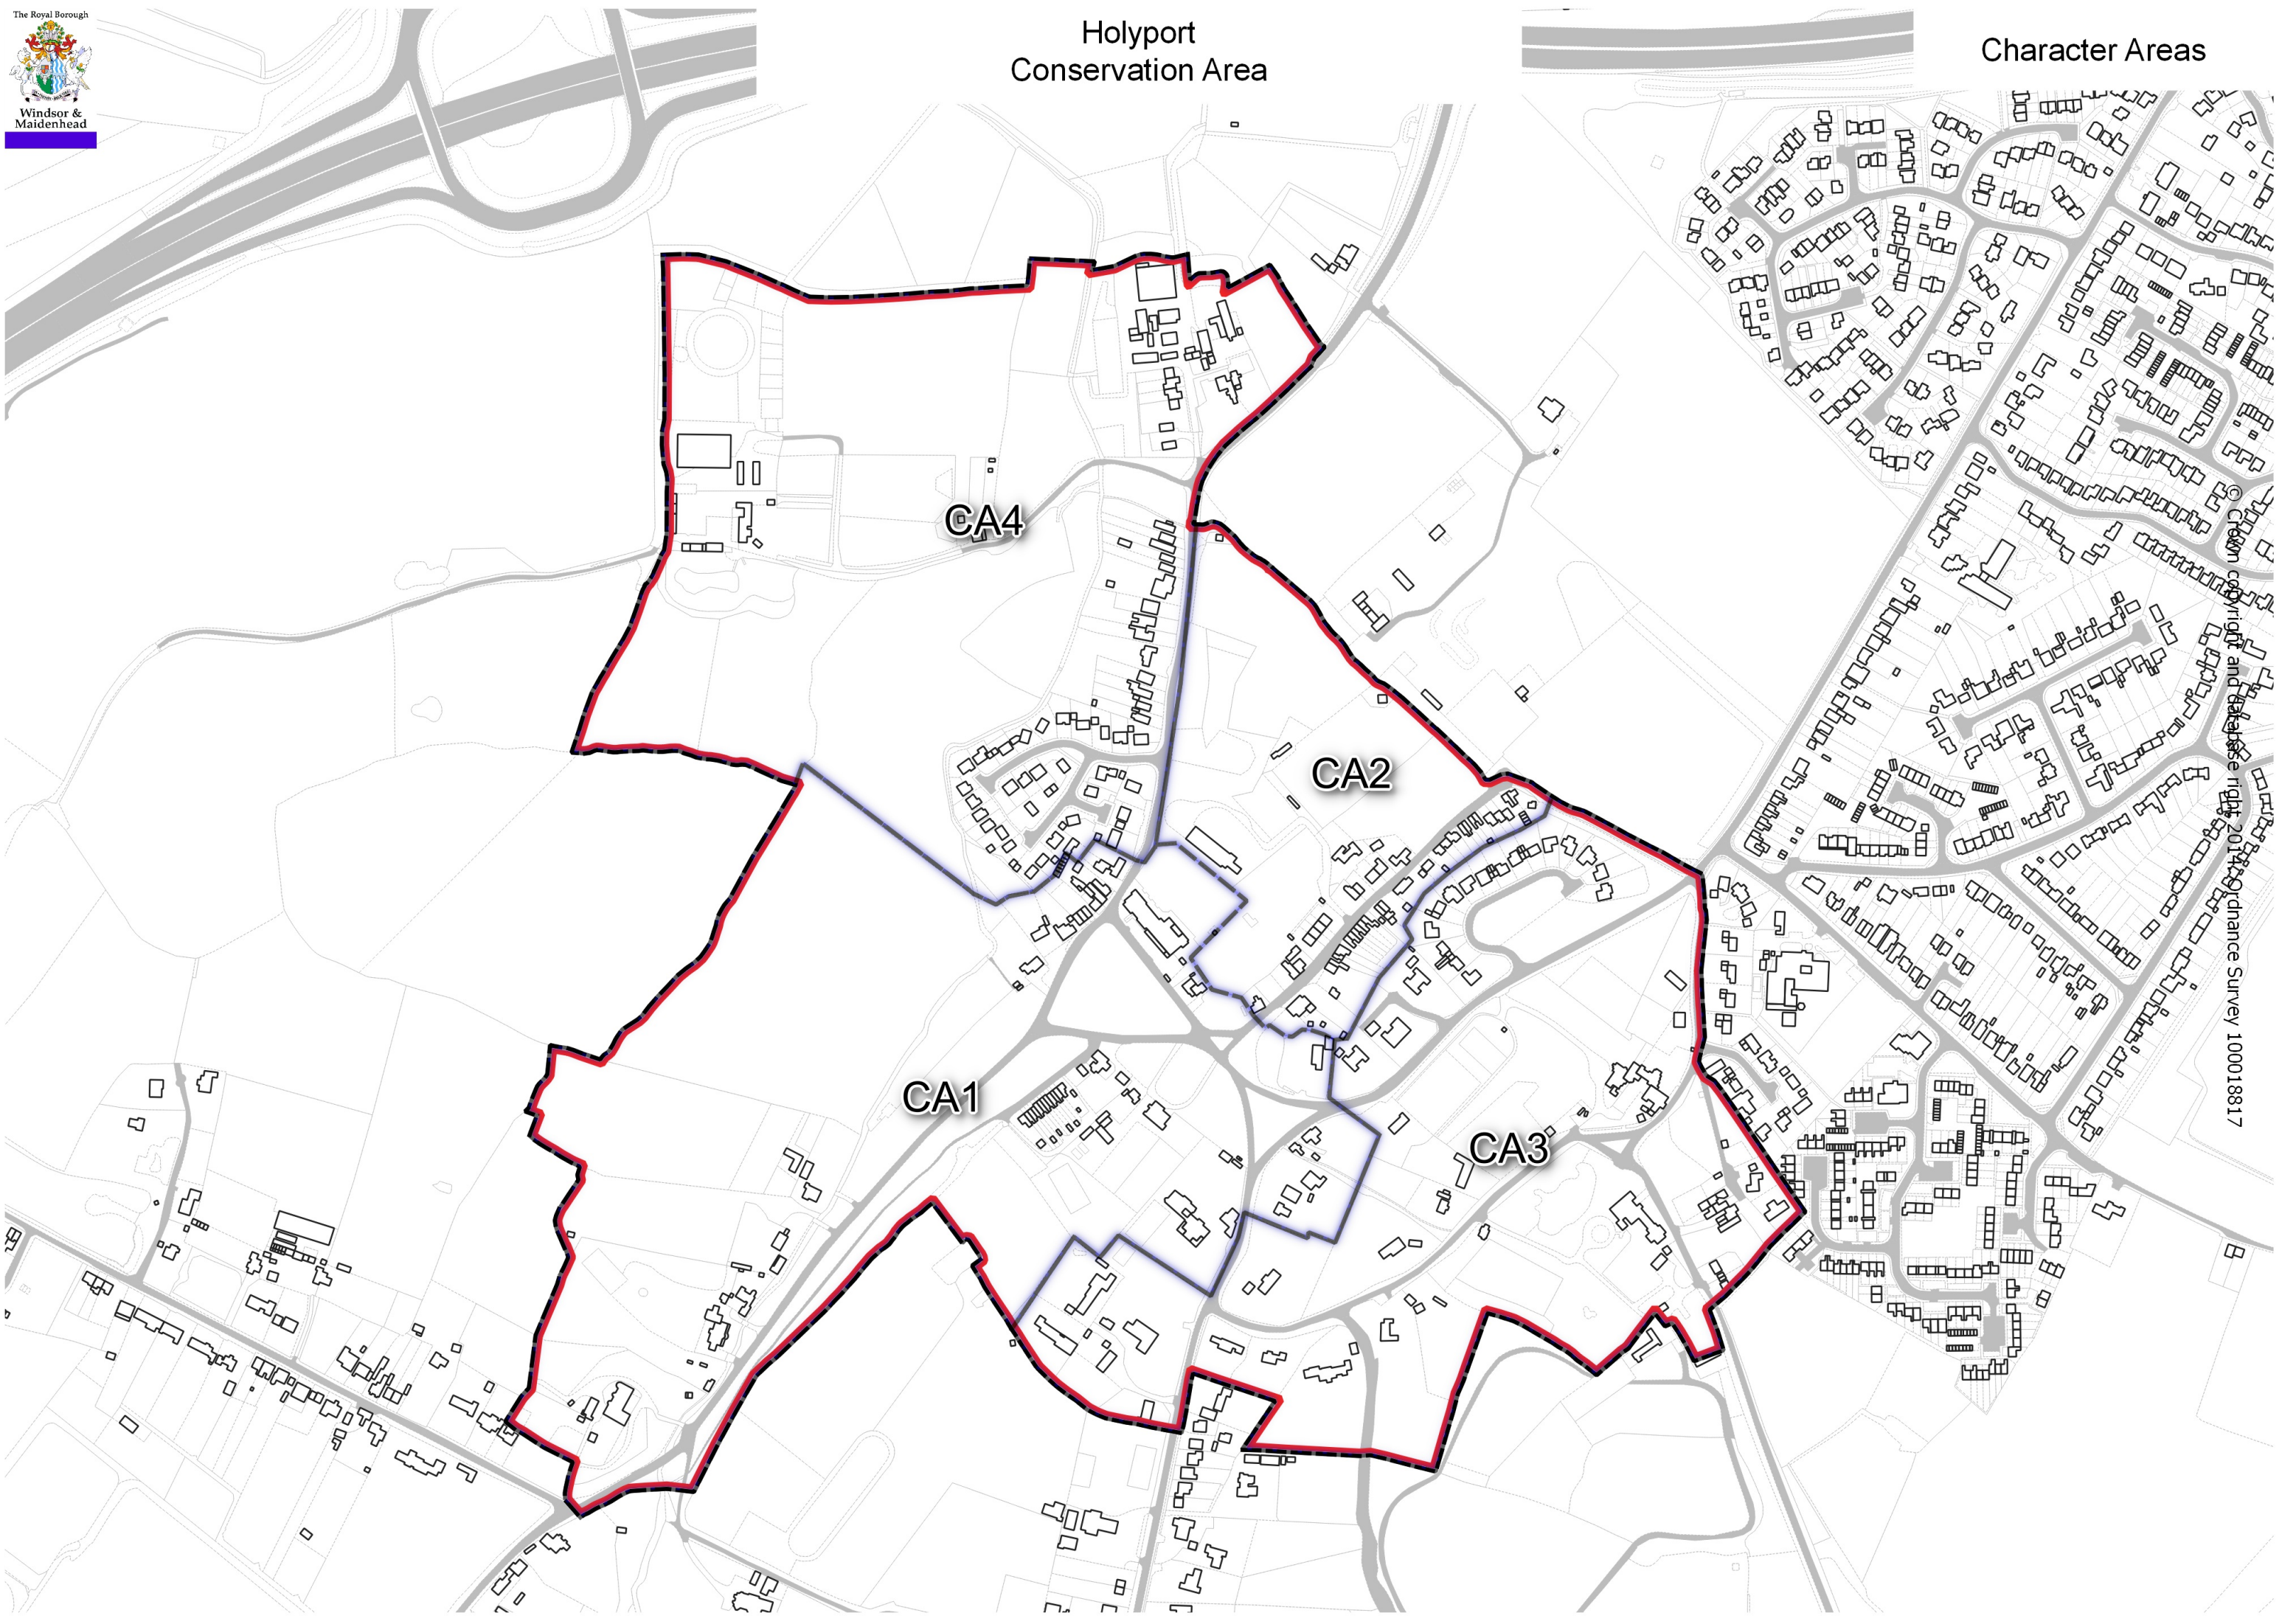 The Royal Borough
Windsor &
Maidenhead
Holyport
Conservation Area
Character Areas
CA4
CA2
CA1
CA3
© Crown copyright and database right 2014. Ordnance Survey 100018817